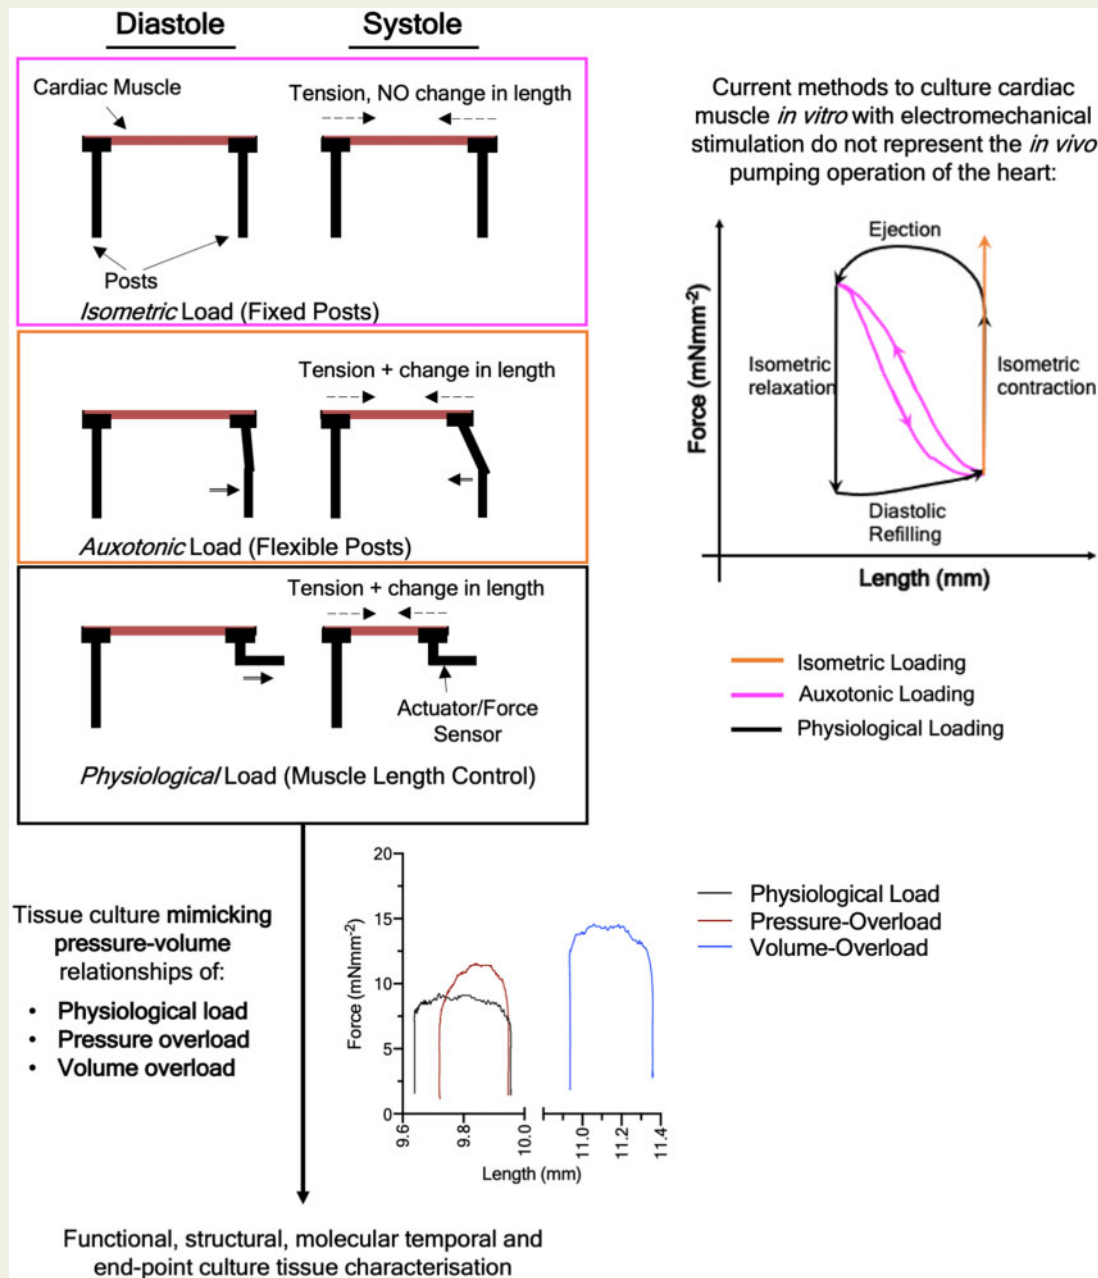 Diastole
Systole
Cardiac Muscle
Tension, NO change in length
Posts
Isometric Load (Fixed Posts)
Tension + change in length
Auxotonic Load (Flexible Posts)
Tension + change in length
Actuator/Force
Sensor
Physiological Load (Muscle Length Control)
Current methods to culture cardiac
muscle in vitro with electromechanical
stimulation do not represent the in vivo
pumping operation of the heart:
Force (mNmm-2)
Ejection
Isometric
relaxation
Isometric
contraction
Diastolic
Refilling
Length (mm)
Isometric Loading
Auxotonic Loading
Physiological Loading
Tissue culture mimicking
pressure-volume
relationships of:
• Physiological load
• Pressure overload
• Volume overload
Force (mNmm-2)
20
15
10
5
0
9.6
9.8
10.0
11.0
11.2
11.4
Length (mm)
Physiological Load
Pressure-Overload
Volume-Overload
Functional, structural, molecular temporal and
end-point culture tissue characterisation